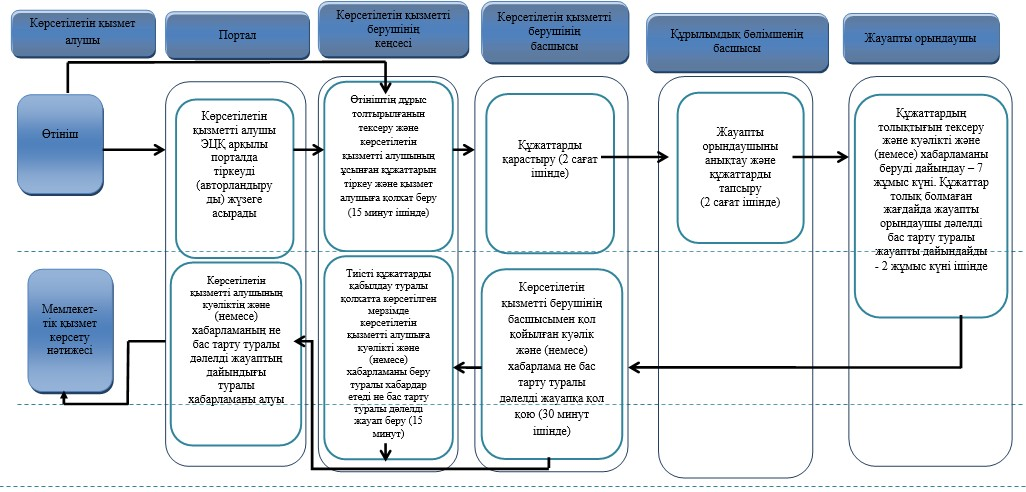 Көрсетілетін қызмет
алушы
Портал
Көрсетілетін қызметті
берушінің
кеңсесі
Көрсетілетін қызметті
берушінің
басшысы
Құрылымдық бөлімшенің
басшысы
Жауапты орындаушы
Өтініш
Көрсетілетін
қызметті алушы
ЭЦҚ арқылы
порталда
тіркеуді
(авторландыру
ды) жүзеге
асырады
Өтініштің дұрыс
толтырылғанын
тексеру және
көрсетілетін
қызметті алушының
ұсынған құжаттарын
тіркеу және қызмет
алушыға қолхат беру
(15 минут ішінде)
Құжаттарды
қарастыру (2 сағат
ішінде)
Жауапты
орындаушыны
анықтау және
құжаттарды
тапсыру
(2 сағат ішінде)
Құжаттардың
толықтығын тексеру
және куәлікті және
(немесе) хабарламаны
беруді дайындау – 7
жұмыс күні. Құжаттар
толық болмаған
жағдайда жауапты
орындаушы дәлелді
бас тарту туралы
жауапты дайындайды
- 2 жұмыс күні ішінде
Мемлекет-
тік қызмет
көрсету
нәтижесі
Көрсетілетін
қызметті алушының
куәліктің және
(немесе)
хабарламаның не
бас тарту туралы
дәлелді жауаптың
дайындығы
туралы
хабарламаны алуы
Тиісті құжаттарды
қабылдау туралы
қолхатта көрсетілген
мерзімде
көрсетілетін
қызметті алушыға
куәлікті және
(немесе)
хабарламаны беру
туралы хабардар
етеді не бас тарту
туралы дәлелді
жауап беру (15
минут)
Көрсетілетін
қызметті берушінің
басшысымен қол
қойылған куәлік
және (немесе)
хабарлама не бас
тарту туралы
дәлелді жауапқа қол
қою (30 минут
ішінде)